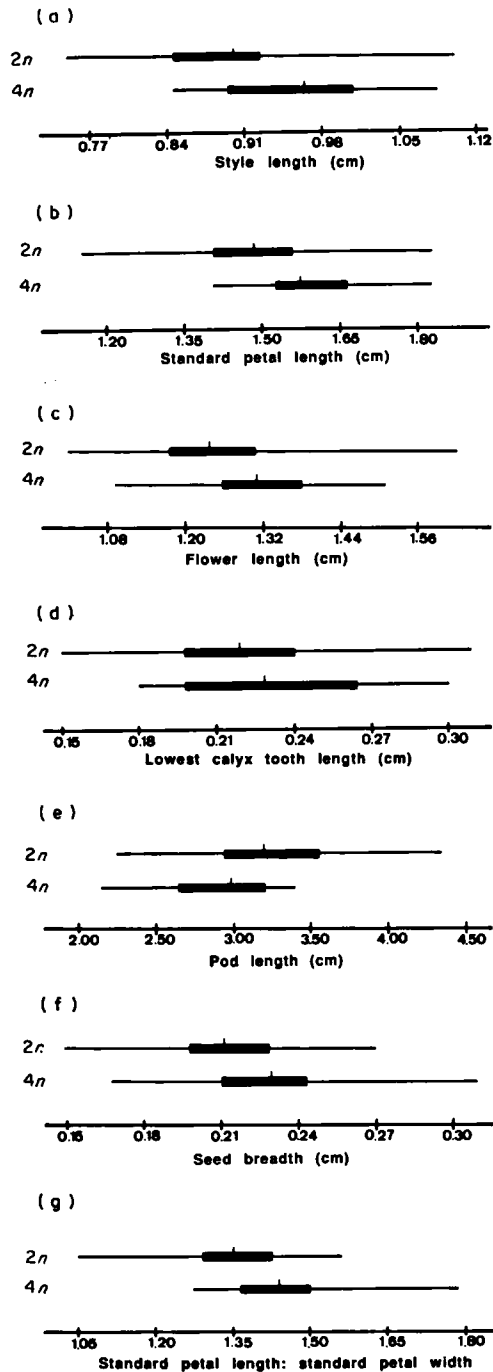 (a)
2n
4n
0.77 0.84 0.91 0.98 1.05 1.12
Style length (cm)
(b)
2n
4n
1.20 1.35 1.50 1.65 1.80
Standard petal length (cm)
(c)
2n
4n
1.08 1.20 1.32 1.44 1.56
Flower length (cm)
(d)
2n
4n
0.15 0.18 0.21 0.24 0.27 0.30
Lowest calyx tooth length (cm)
(e)
2n
4n
2.00 2.50 3.00 3.50 4.00 4.50
Pod length (cm)
(f)
2n
4n
0.15 0.18 0.21 0.24 0.27 0.30
Seed breadth (cm)
(g)
2n
4n
1.05 1.20 1.35 1.50 1.65 1.80
Standard petal length: standard petal width